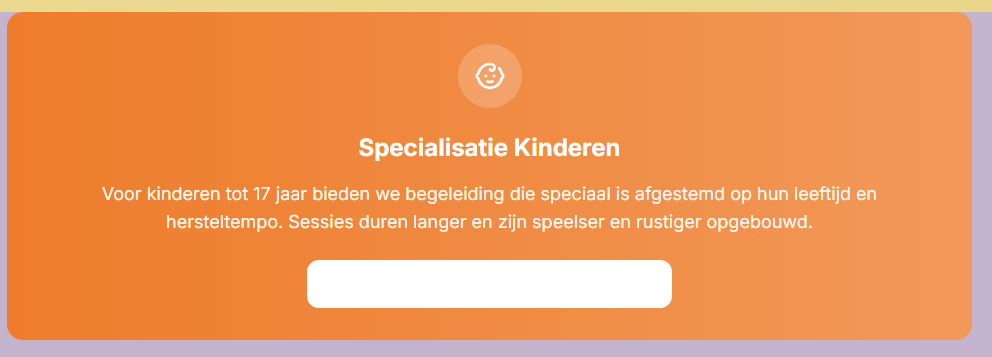 Specialisatie Kinderen
Voor kinderen tot 17 jaar bieden we begeleiding die speciaal is afgestemd op hun leeftijd en
hersteltempo. Sessies duren langer en zijn speelser en rustiger opgebouwd.